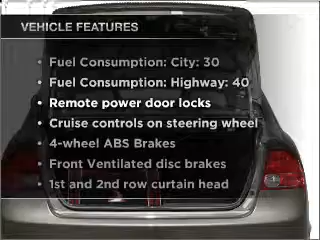 VEHICLE FEATURES
• Fuel Consumption: City: 30
• Fuel Consumption: Highway: 40
• Remote power door locks
• Cruise controls on steering wheel
• 4-wheel ABS Brakes
• Front Ventilated disc brakes
• 1st and 2nd row curtain head